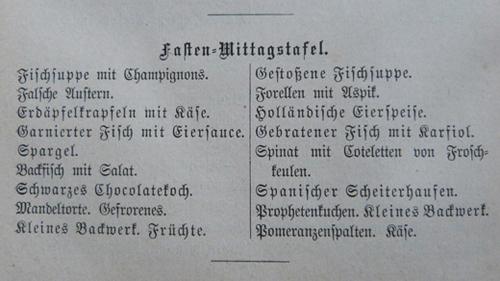 Fasten-Mittagstafel.
Fischsuppe mit Champignons.
Falsche Austern.
Erdäpfelkrapfeln mit Käse.
Garnierter Fisch mit Eiersauce.
Spargel.
Backfisch mit Salat.
Schwarzes Chocolatekoch.
Mandeltorte. Gefrorenes.
Kleines Backwerk. Früchte.
Gestoßene Fischsuppe.
Forellen mit Aspik.
Holländische Eierspeise.
Gebratener Fisch mit Karfiol.
Spinat mit Coteletten von Frosch-
keulen.
Spanischer Scheiterhaufen.
Prophetenkuchen. Kleines Backwerk.
Pomeranzenspalten. Käse.